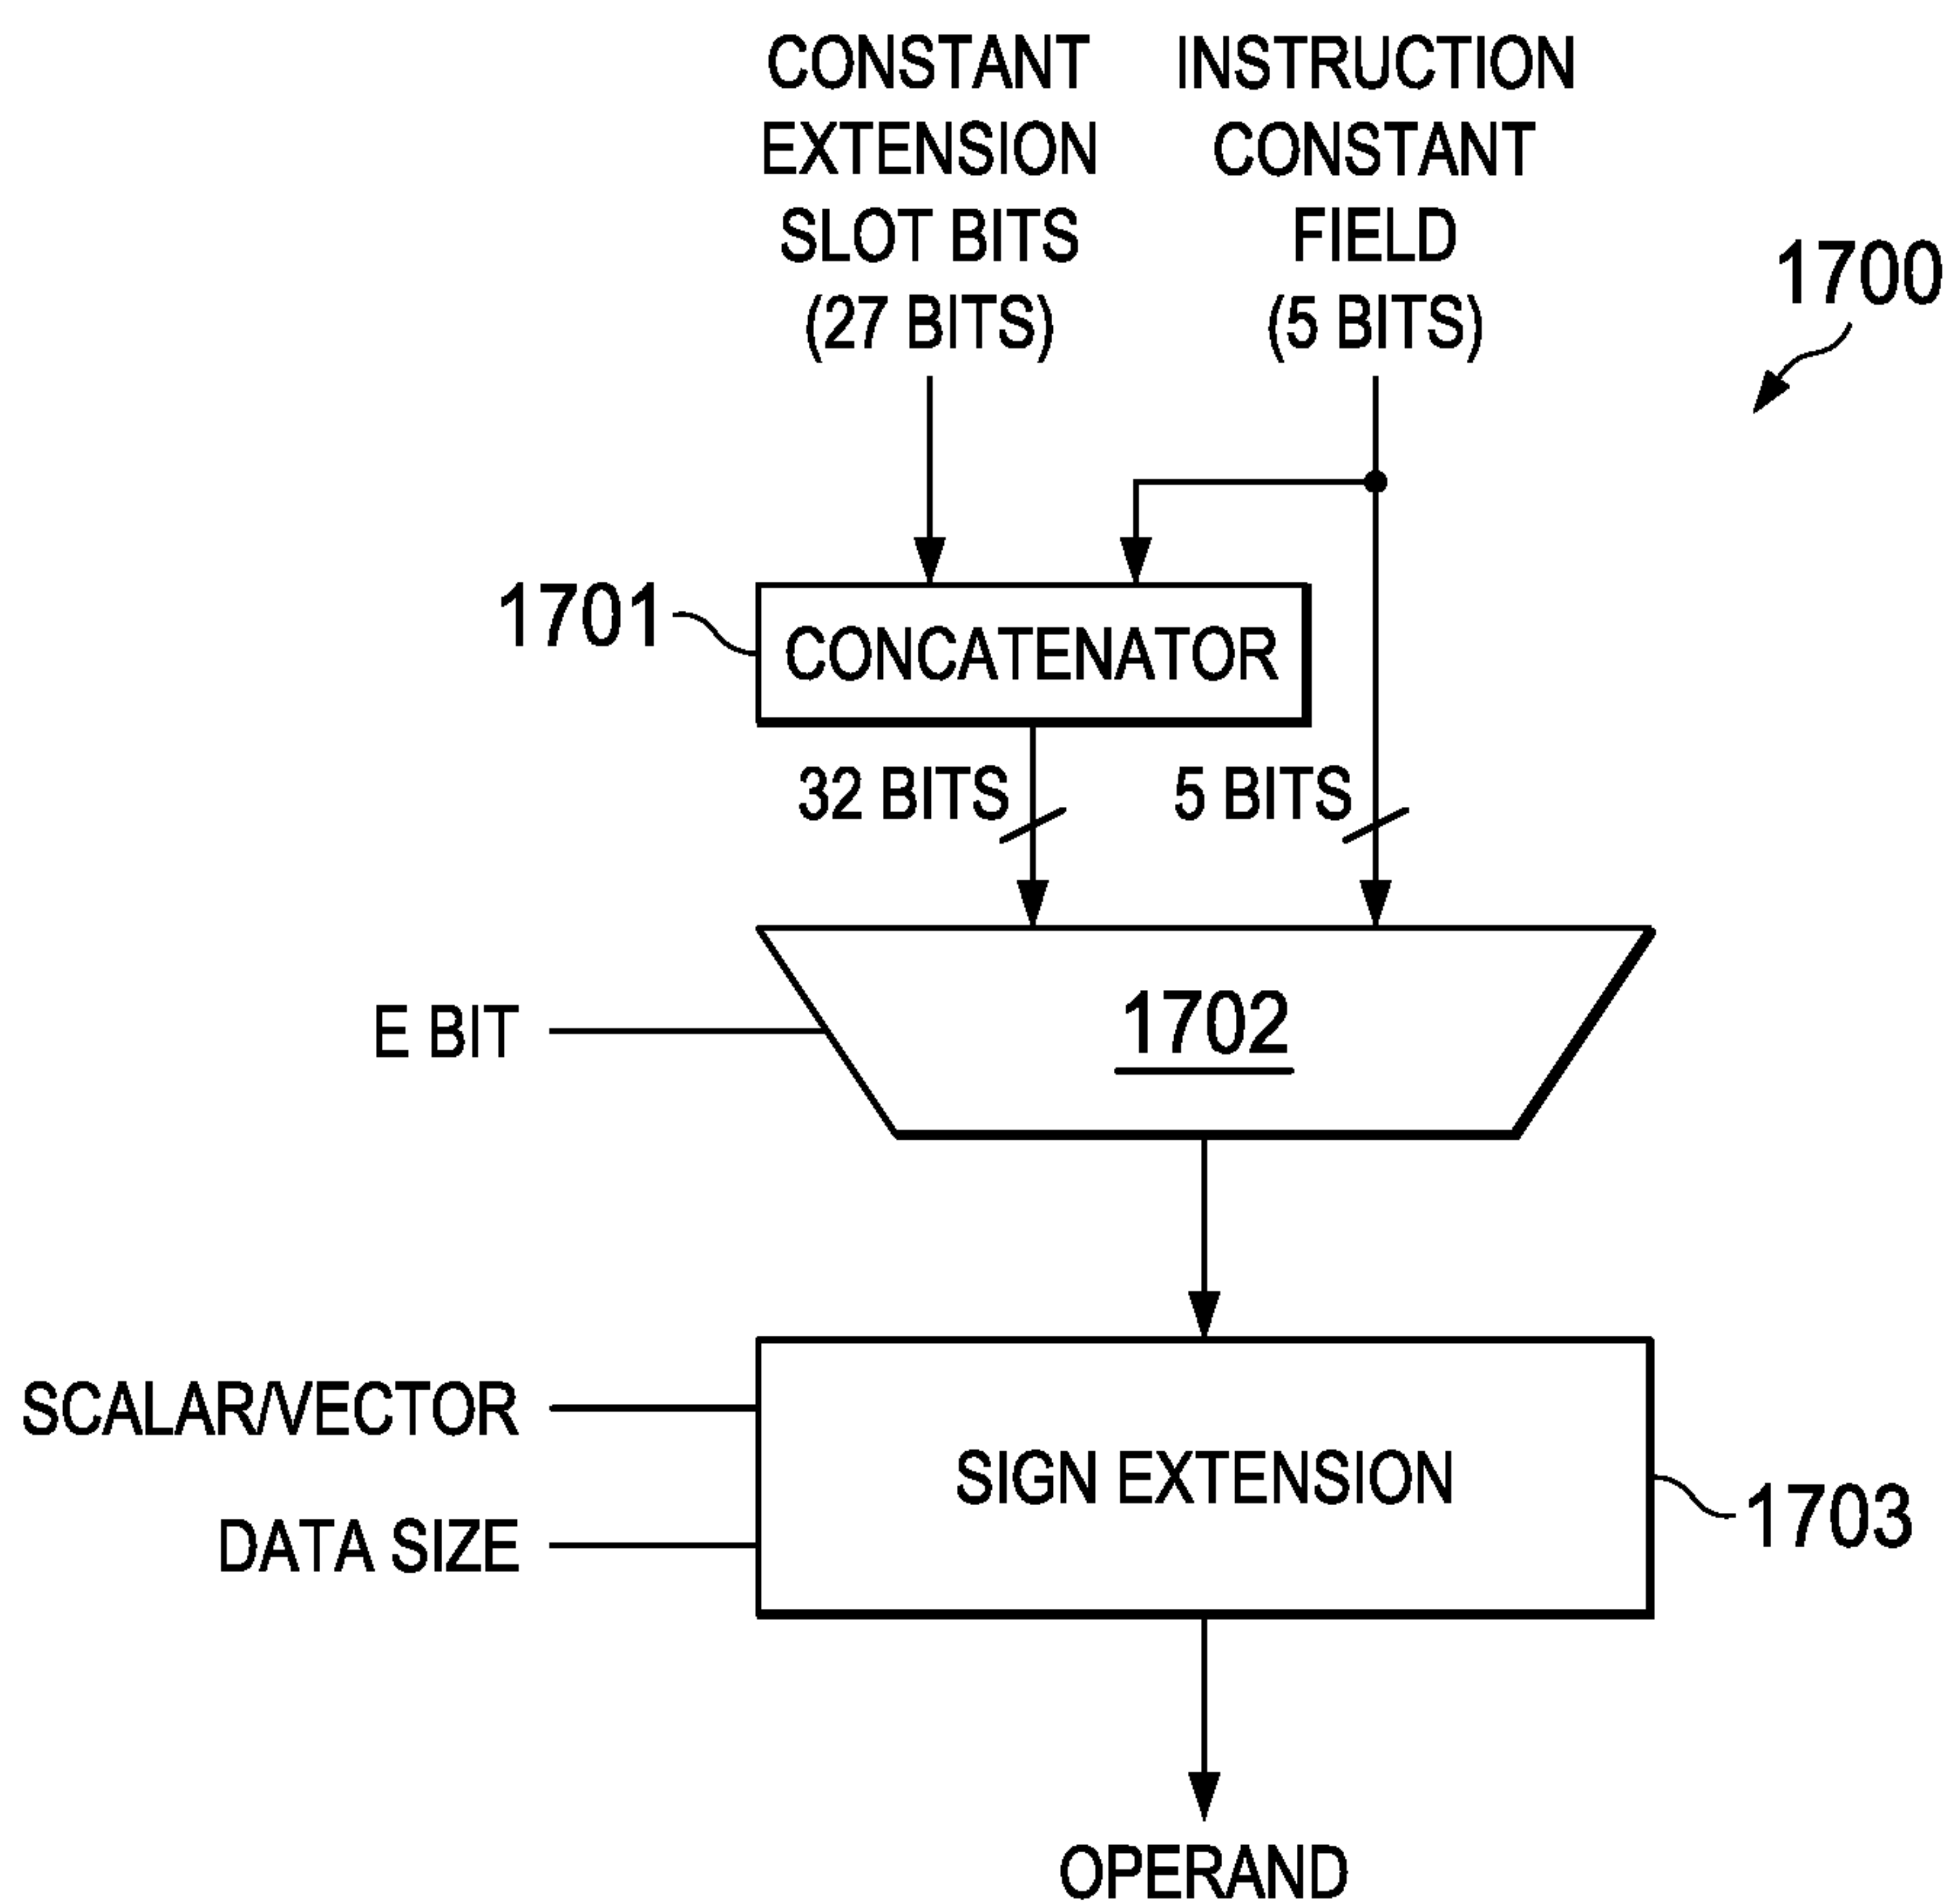 CONSTANT
EXTENSION
SLOT BITS
(27 BITS)
INSTRUCTION
CONSTANT
FIELD
(5 BITS)
1700
1701
CONCATENATOR
32 BITS
5 BITS
E BIT
1702
SCALAR/VECTOR
SIGN EXTENSION
DATA SIZE
1703
OPERAND